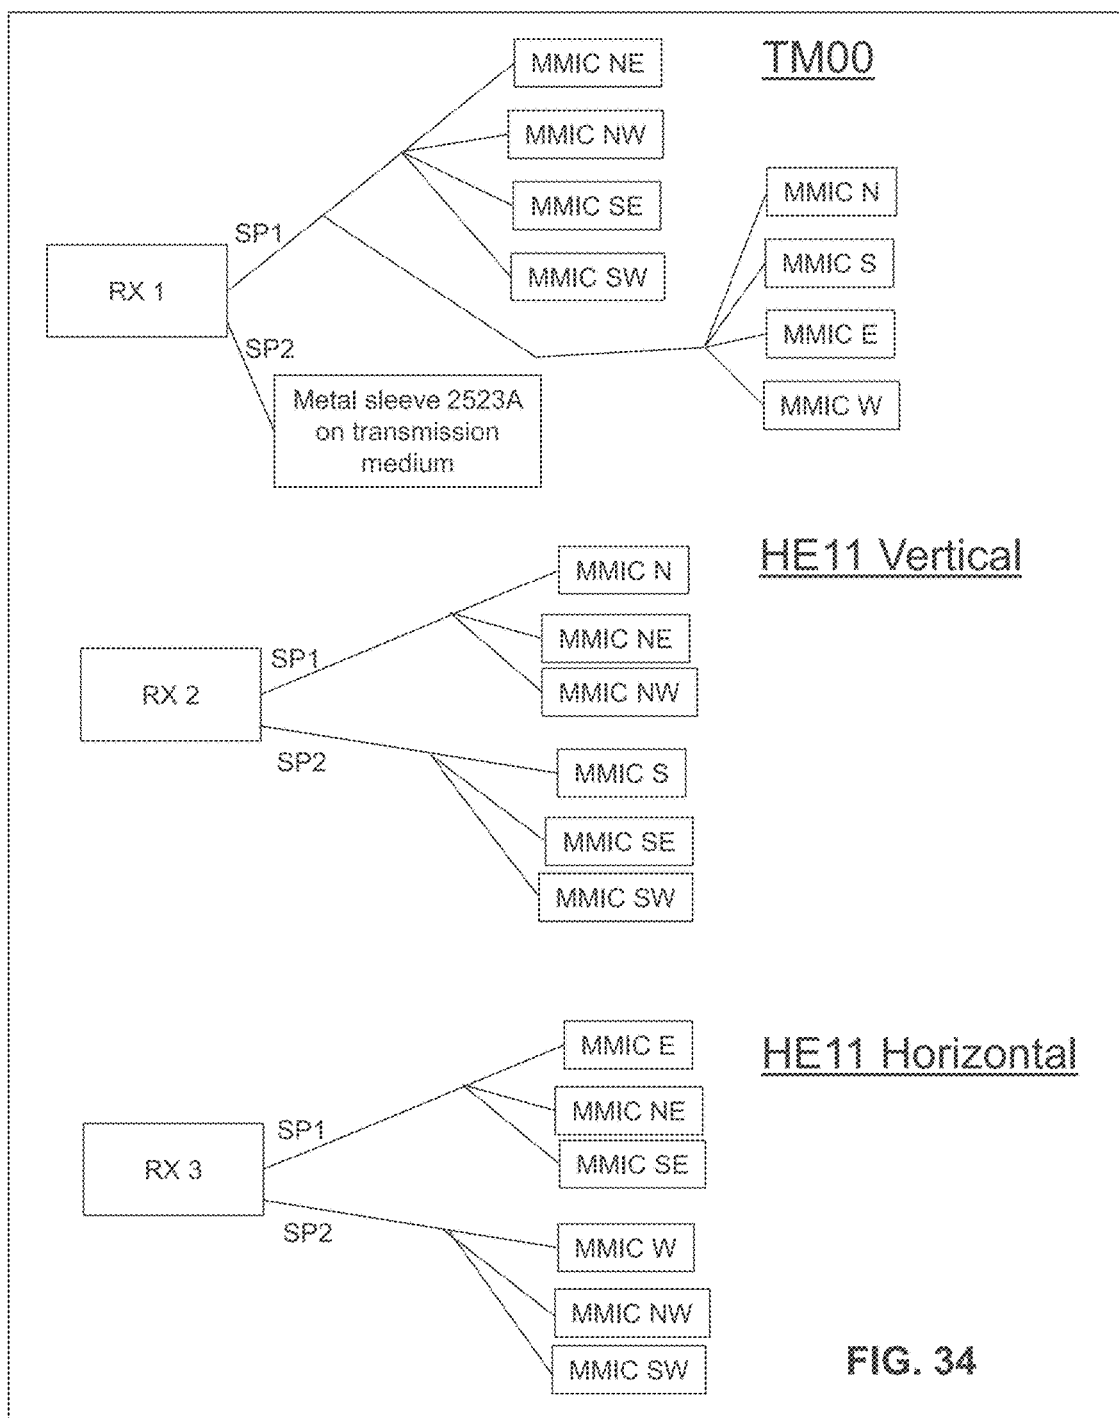 TM00
MMIC NE
MMIC NW
MMIC SE
MMIC SW
MMIC N
MMIC S
MMIC E
MMIC W
SP1
RX 1
SP2
Metal sleeve 2523A
on transmission
medium
HE11 Vertical
MMIC N
MMIC NE
MMIC NW
SP1
RX 2
SP2
MMIC S
MMIC SE
MMIC SW
HE11 Horizontal
MMIC E
MMIC NE
MMIC SE
SP1
RX 3
SP2
MMIC W
MMIC NW
MMIC SW
FIG. 34